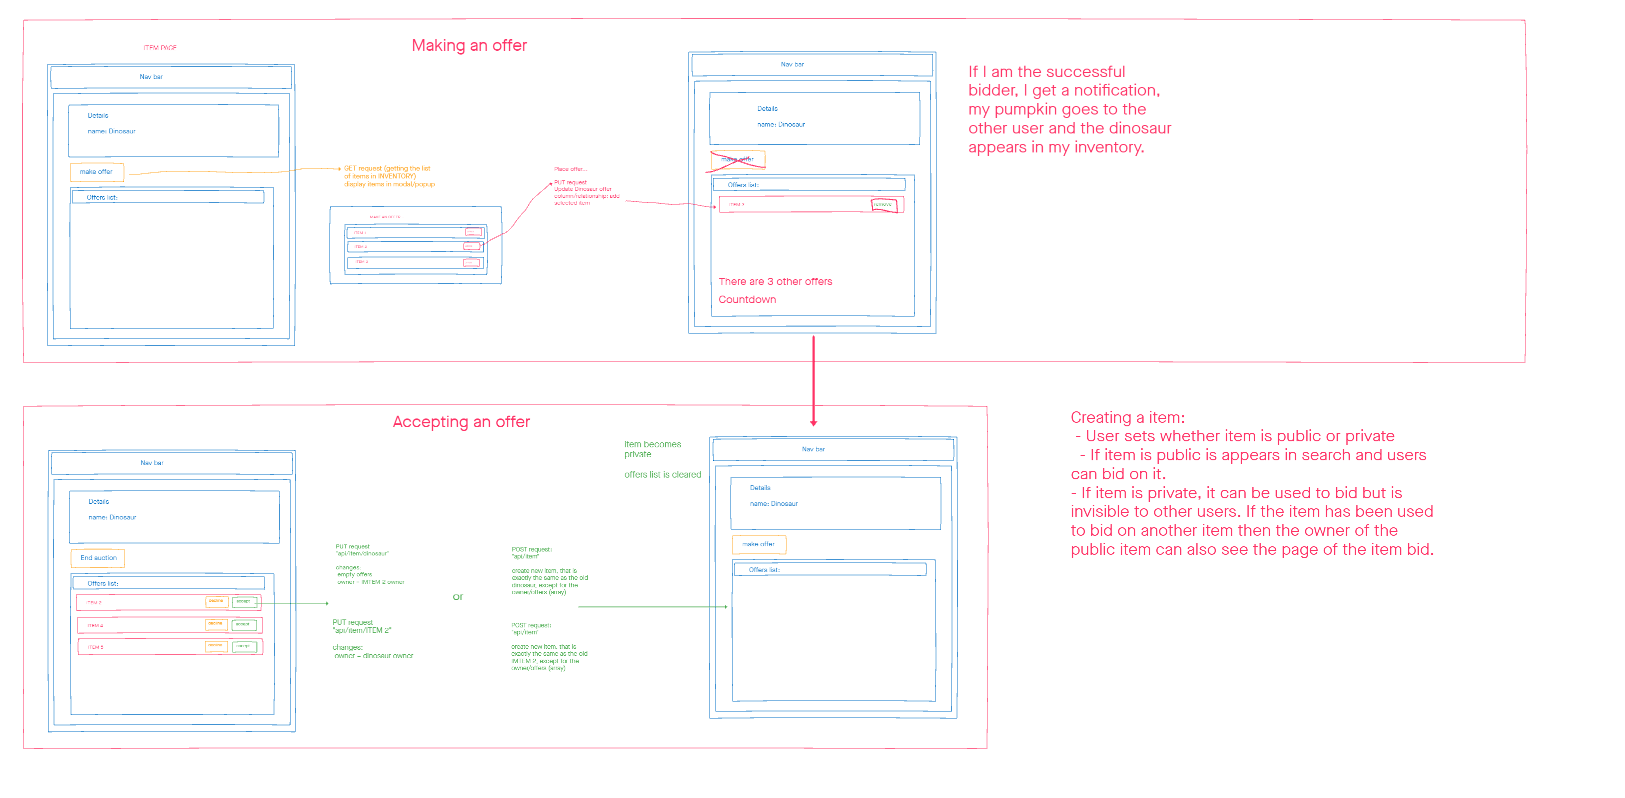 Making an offer
ITEM PAGE
Nav bar
Details
name: Dinosaur
make offer
Offers list:
GET request (getting the list
of items in INVENTORY)
display items in modal/popup
ITEM 1
ITEM 2
ITEM 3
Place offer...
PUT request
Update Dinosaur offer
column/relationship: add
selected item
Nav bar
Details
name: Dinosaur
make offer
Offers list:
ITEM 2
remove
There are 3 other offers
Countdown
If I am the successful
bidder, I get a notification,
my pumpkin goes to the
other user and the dinosaur
appears in my inventory.
Accepting an offer
Nav bar
Details
name: Dinosaur
End auction
Offers list:
ITEM 2
decline
accept
ITEM 4
decline
accept
ITEM 5
decline
accept
PUT request
"api/item/dinosaur"
changes:
empty offers
owner = IMTEM 2 owner
PUT request
"api/item/ITEM 2"
changes:
owner = dinosaur owner
or
POST request:
"api/item"
create new item, that is
exactly the same as the old
dinosaur, except for the
owner/offers (array)
POST request:
"api/item"
create new item, that is
exactly the same as the old
IMTEM 2, except for the
owner/offers (array)
Item becomes
private
offers list is cleared
Nav bar
Details
name: Dinosaur
make offer
Offers list:
Creating a item:
- User sets whether item is public or private
- If item is public is appears in search and users
can bid on it.
- If item is private, it can be used to bid but is
invisible to other users. If the item has been used
to bid on another item then the owner of the
public item can also see the page of the item bid.